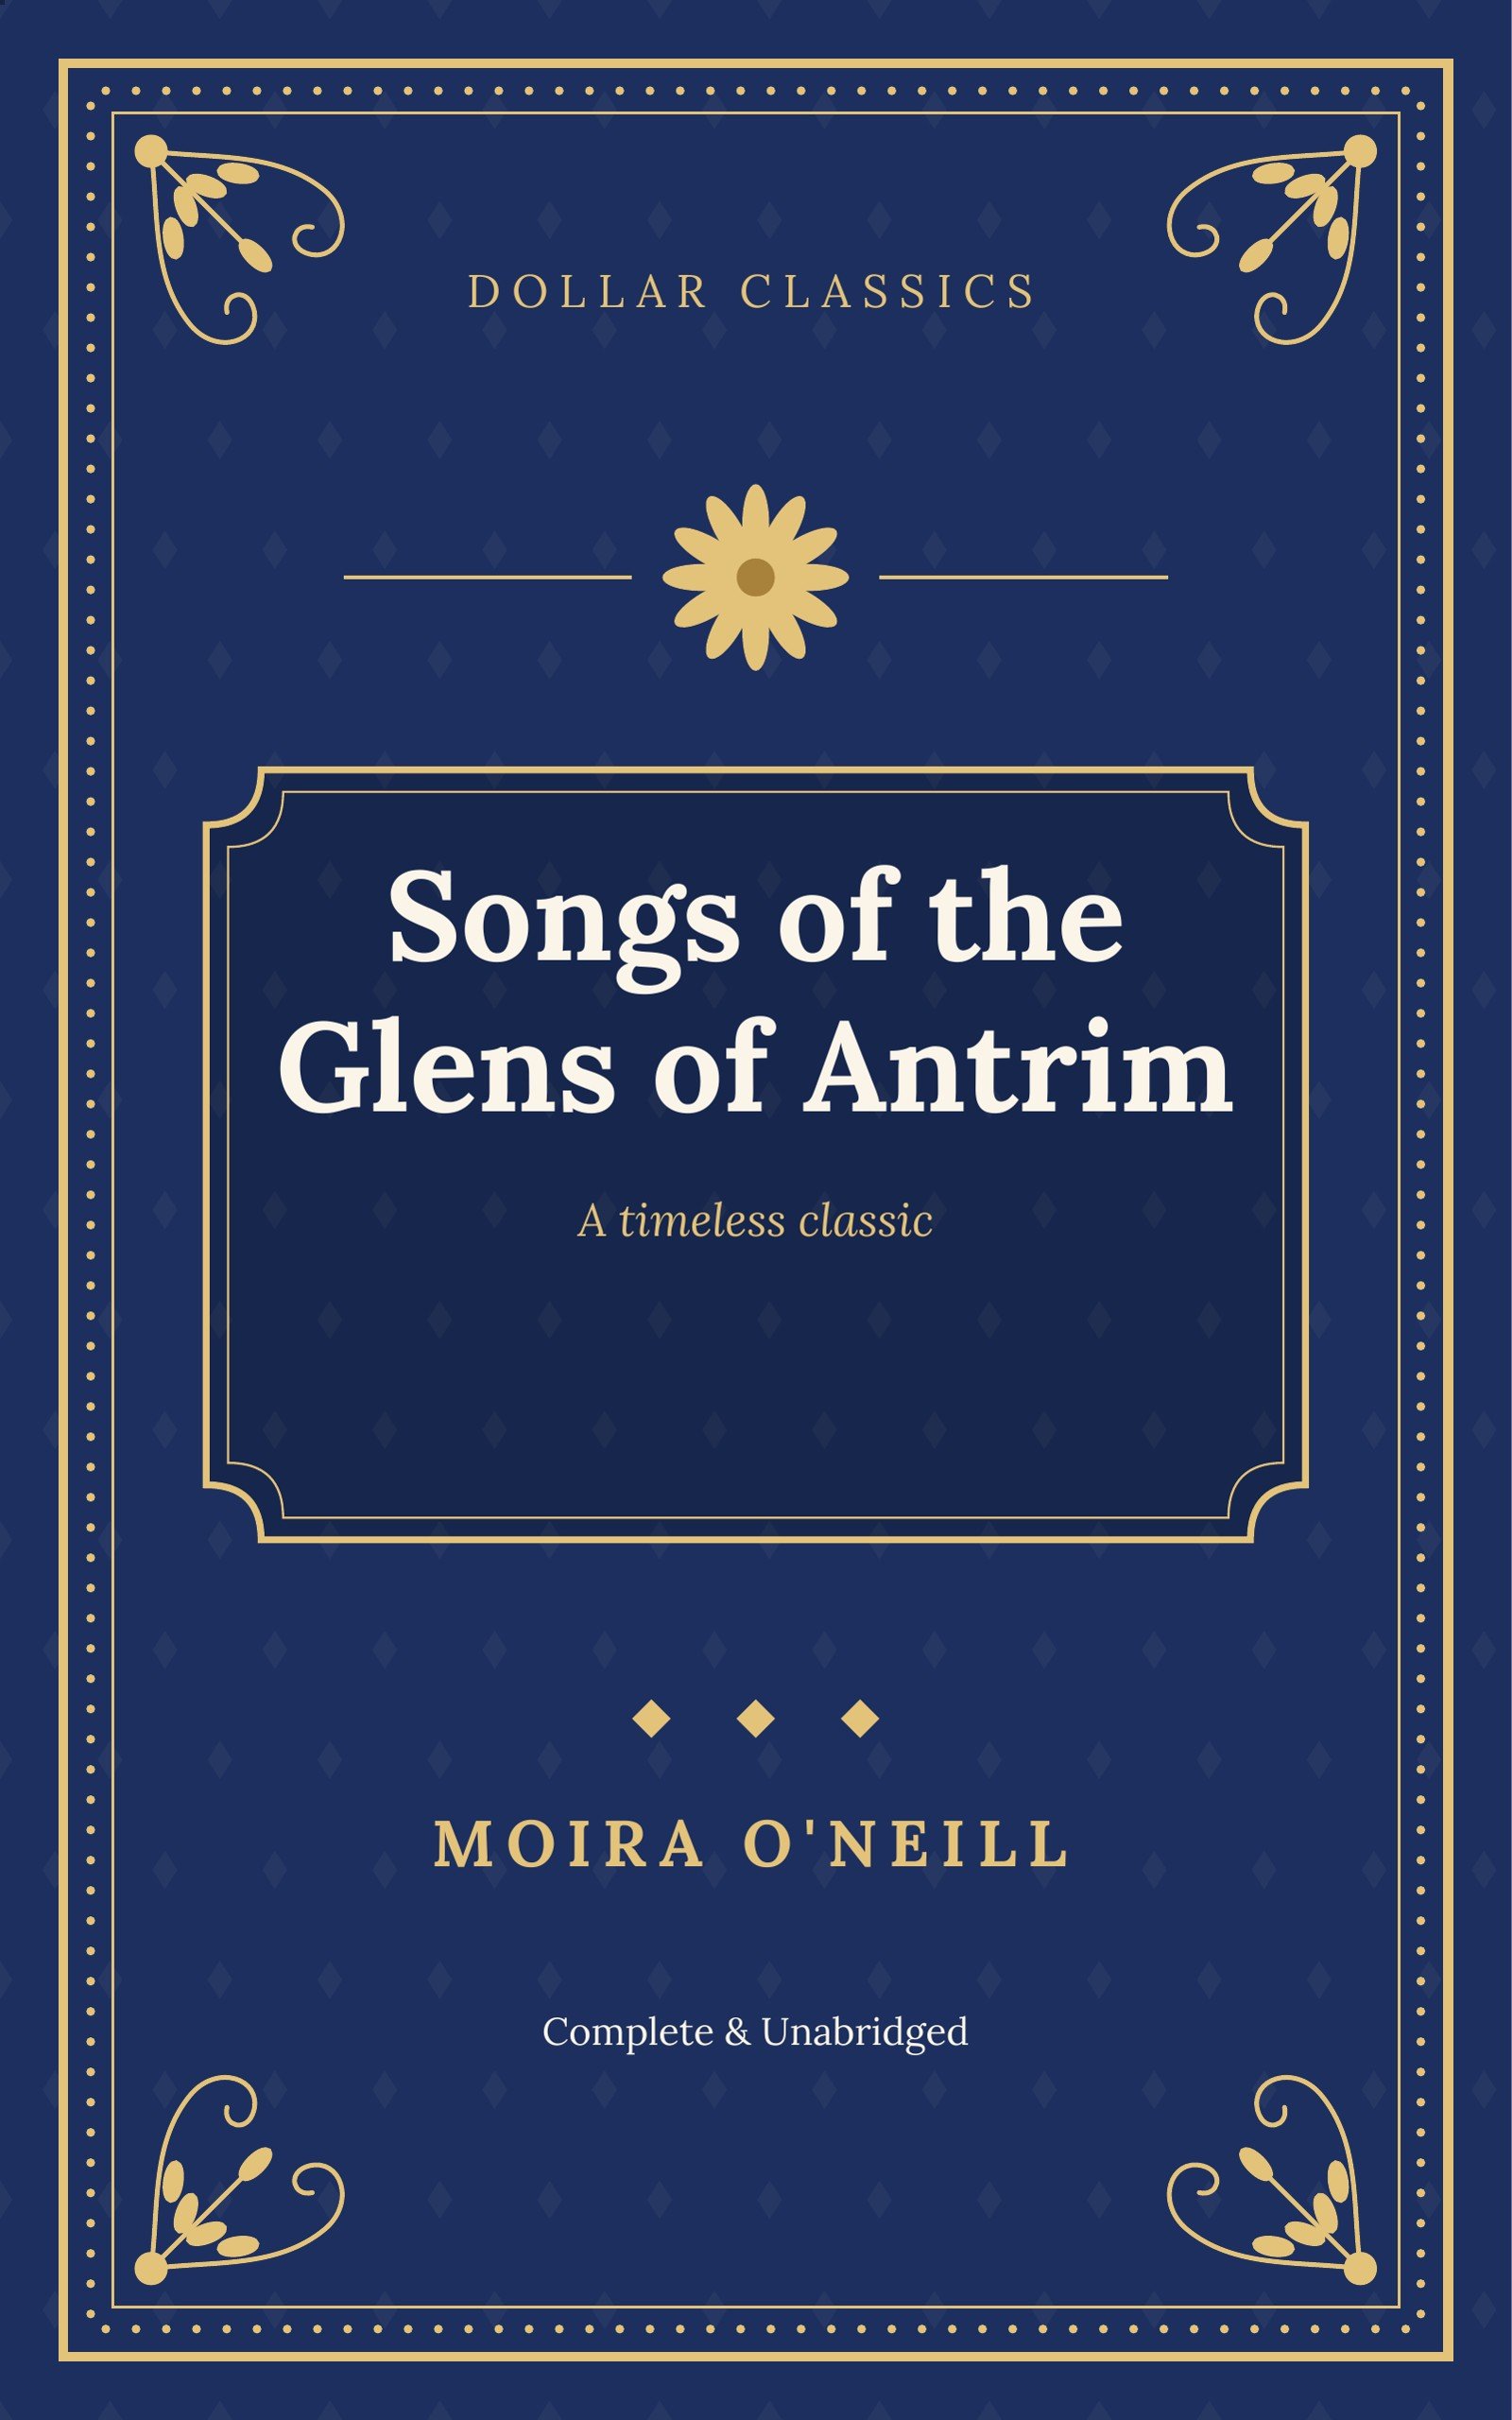 DOLLAR CLASSICS
Songs of the
Glens of Antrim
A timeless classic
MOIRA O'NEILL
Complete & Unabridged